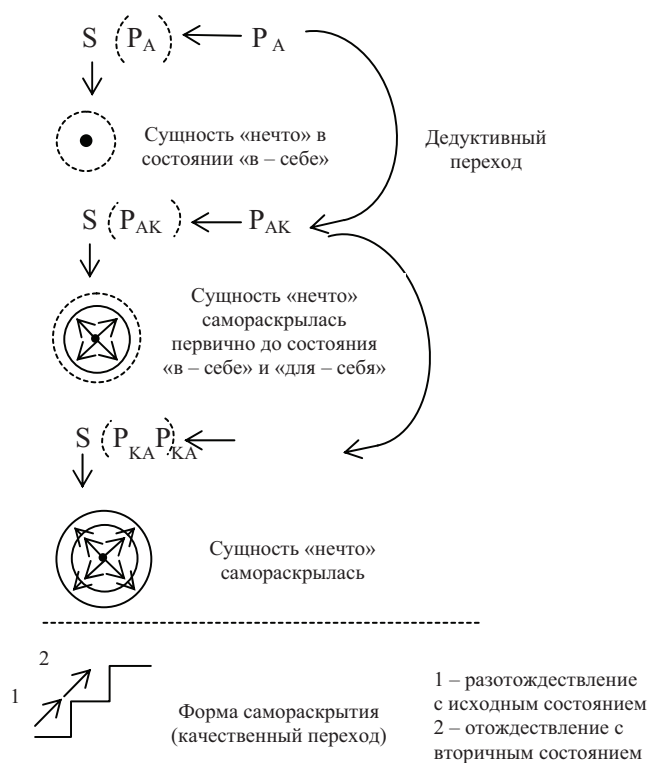 S (P_A) P_A
Сущность «нечто» в
состоянии «в – себе»
Дедуктивный
переход
S (P_AK) P_AK
Сущность «нечто»
самораскрылась
первично до состояния
«в – себе» и «для – себя»
S (P_KA P_KA)
Сущность «нечто»
самораскрылась
2
1
Форма самораскрытия
(качественный переход)
1 – разотождествление
с исходным состоянием
2 – отождествление с
вторичным состоянием